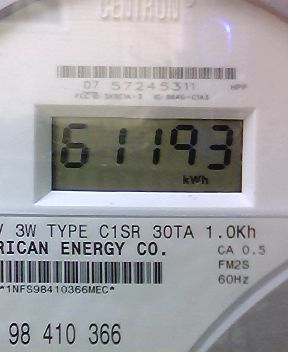 CENTRON
07 57245311 HPP
61193
kWh
V 3W TYPE C1SR 30TA 1.0Kh
RICAN ENERGY CO. CA 0.5
FM2S
60Hz
*1NFS98410366MEC*
98 410 366